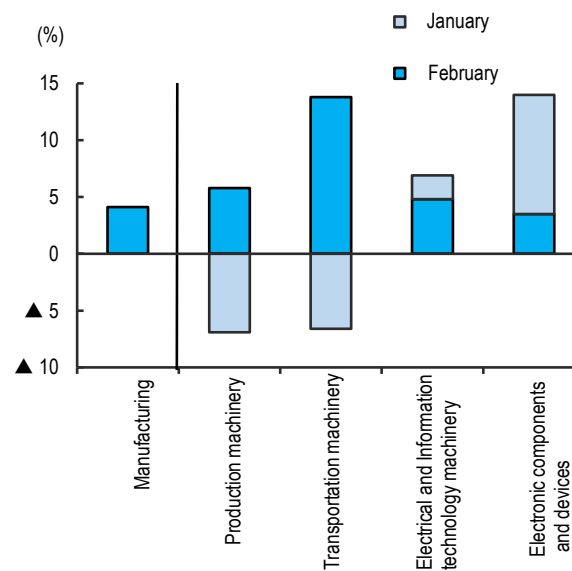 (%)
January
February
15
10
5
0
▲ 5
▲ 10
Manufacturing
Production machinery
Transportation machinery
Electrical and Information
technology machinery
Electronic components
and devices